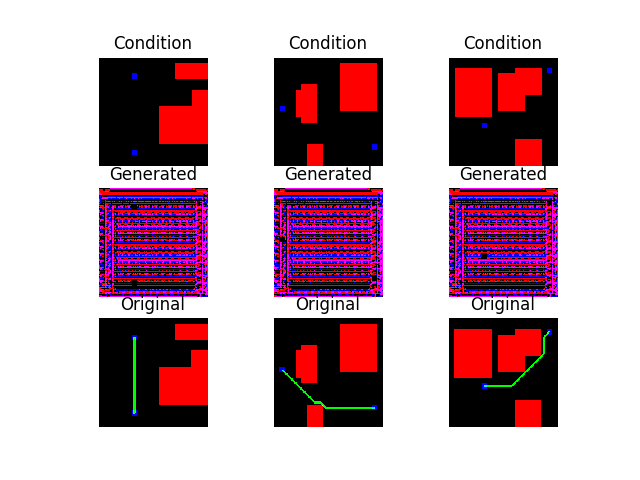 Condition Condition Condition
Generated Generated Generated
Original Original Original